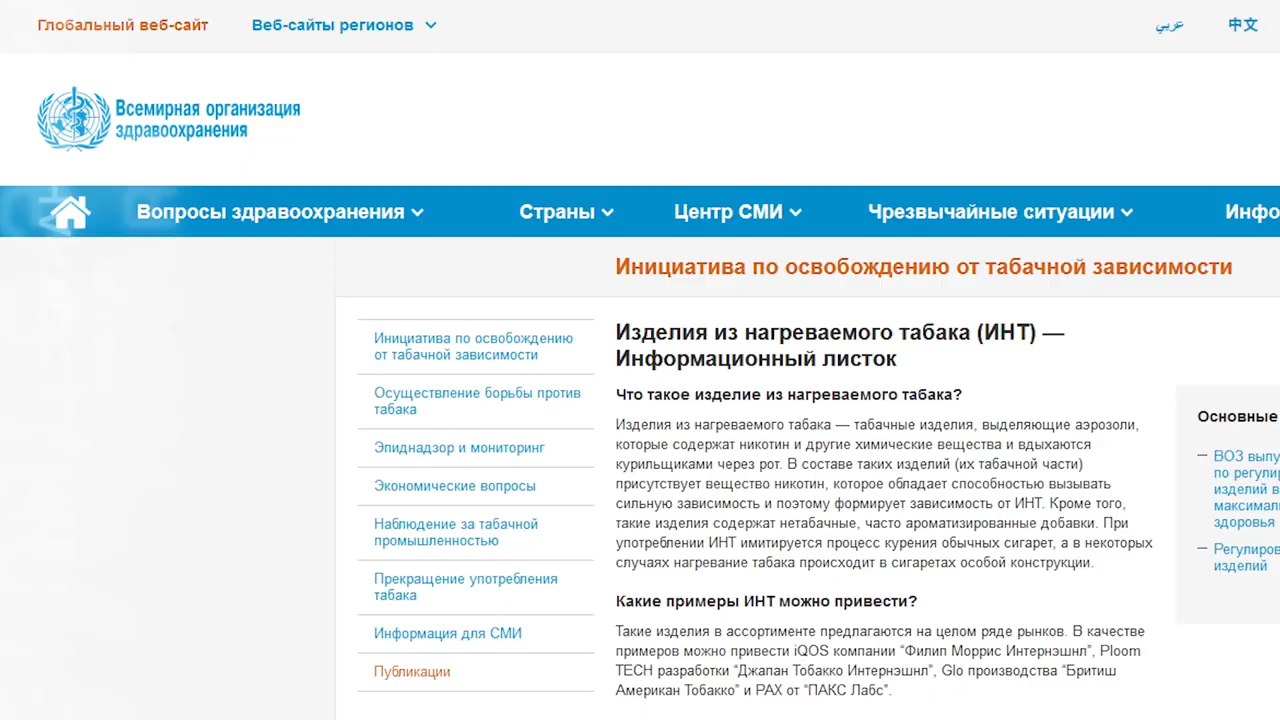 Глобальный веб-сайт
Веб-сайты регионов
عربي
中文
Всемирная организация
здравоохранения
Вопросы здравоохранения
Страны
Центр СМИ
Чрезвычайные ситуации
Инфо
Инициатива по освобождению от табачной зависимости
Инициатива по освобождению
от табачной зависимости
Осуществление борьбы против
табака
Эпиднадзор и мониторинг
Экономические вопросы
Наблюдение за табачной
промышленностью
Прекращение употребления
табака
Информация для СМИ
Публикации
Изделия из нагреваемого табака (ИНТ) —
Информационный листок
Что такое изделие из нагреваемого табака?
Изделия из нагреваемого табака — табачные изделия, выделяющие аэрозоли,
которые содержат никотин и другие химические вещества и вдыхаются
курильщиками через рот. В составе таких изделий (их табачной части)
присутствует вещество никотин, которое обладает способностью вызывать
сильную зависимость и поэтому формирует зависимость от ИНТ. Кроме того,
такие изделия содержат нетабачные, часто ароматизированные добавки. При
употреблении ИНТ имитируется процесс курения обычных сигарет, а в некоторых
случаях нагревание табака происходит в сигаретах особой конструкции.
Какие примеры ИНТ можно привести?
Такие изделия в ассортименте предлагаются на целом ряде рынков. В качестве
примеров можно привести iQOS компании “Филип Моррис Интернэшнл”, Ploom
TECH разработки “Джапан Тобакко Интернэшнл”, Glo производства “Бритиш
Американ Тобакко” и PAX от “ПАКС Лабс”.
Основные
— ВОЗ выпу
по регули
изделий в
максимал
здоровья
— Регулиров
изделий